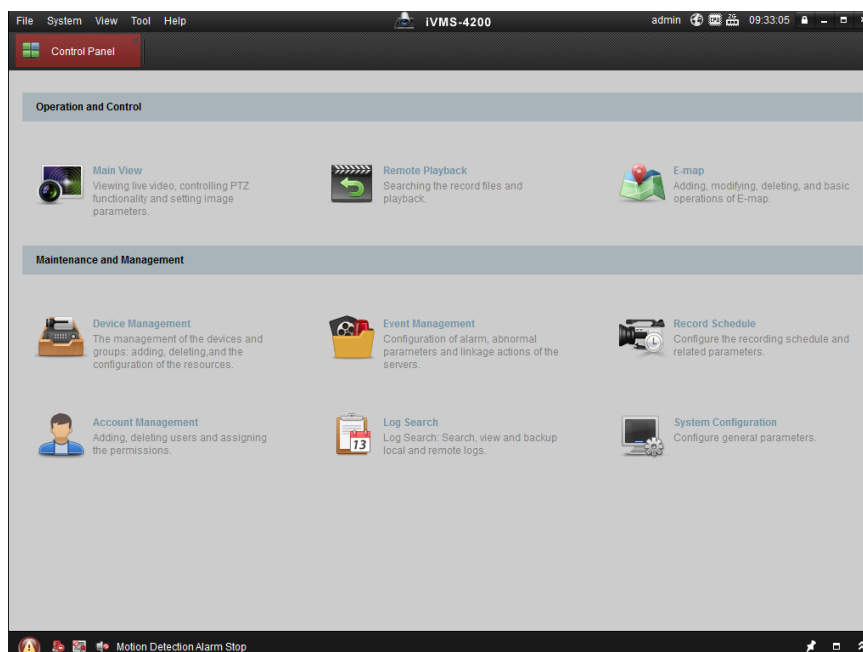 File System View Tool Help
iVMS-4200
admin
09:33:05
Control Panel
Operation and Control
Main View
Viewing live video, controlling PTZ
functionality and setting image
parameters.
Remote Playback
Searching the record files and
playback.
E-map
Adding, modifying, deleting, and basic
operations of E-map.
Maintenance and Management
Device Management
The management of the devices and
groups: adding, deleting,and the
configuration of the resources.
Event Management
Configuration of alarm, abnormal
parameters and linkage actions of the
servers.
Record Schedule
Configure the recording schedule and
related parameters.
Account Management
Adding, deleting users and assigning
the permissions.
13
Log Search
Log Search: Search, view and backup
local and remote logs.
System Configuration
Configure general parameters.
Motion Detection Alarm Stop